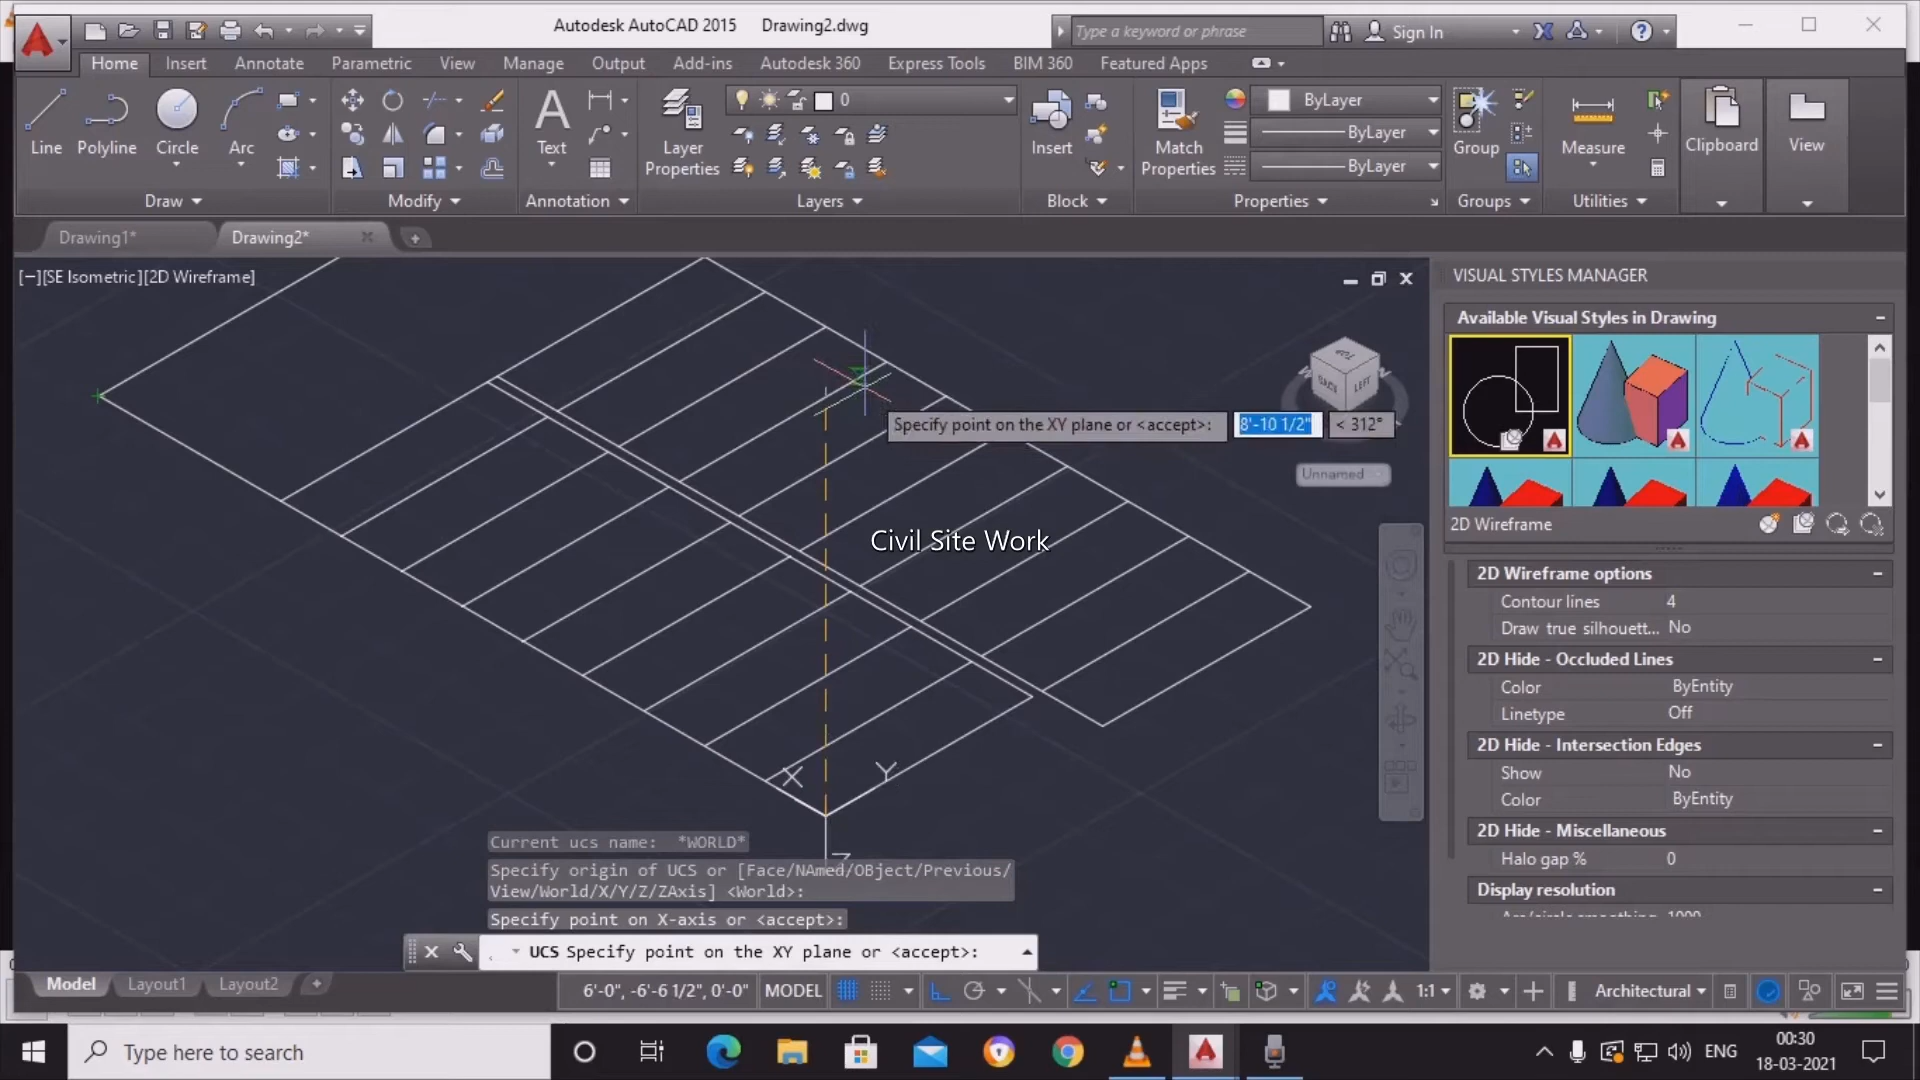 Autodesk AutoCAD 2015 Drawing2.dwg
Type a keyword or phrase
Sign In
Home Insert Annotate Parametric View Manage Output Add-ins Autodesk 360 Express Tools BIM 360 Featured Apps
0
ByLayer
ByLayer
ByLayer
Line Polyline Circle Arc
Text
Layer Properties
Insert
Match Properties
Group
Measure
Clipboard
View
Draw Modify Annotation Layers Block Properties Groups Utilities
Drawing1* Drawing2*
[−][SE Isometric][2D Wireframe]
TOP
BACK LEFT
Specify point on the XY plane or <accept>: 8'-10 1/2" < 312°
Unnamed
Civil Site Work
X Y
Z
VISUAL STYLES MANAGER
Available Visual Styles in Drawing
2D Wireframe
2D Wireframe options
Contour lines 4
Draw true silhouett... No
2D Hide - Occluded Lines
Color ByEntity
Linetype Off
2D Hide - Intersection Edges
Show No
Color ByEntity
2D Hide - Miscellaneous
Halo gap % 0
Display resolution
Current ucs name: *WORLD*
Specify origin of UCS or [Face/NAmed/OBject/Previous/
View/World/X/Y/Z/ZAxis] <World>:
Specify point on X-axis or <accept>:
UCS Specify point on the XY plane or <accept>:
Model Layout1 Layout2
6'-0", -6'-6 1/2", 0'-0" MODEL 1:1 Architectural
Type here to search
ENG
00:30
18-03-2021